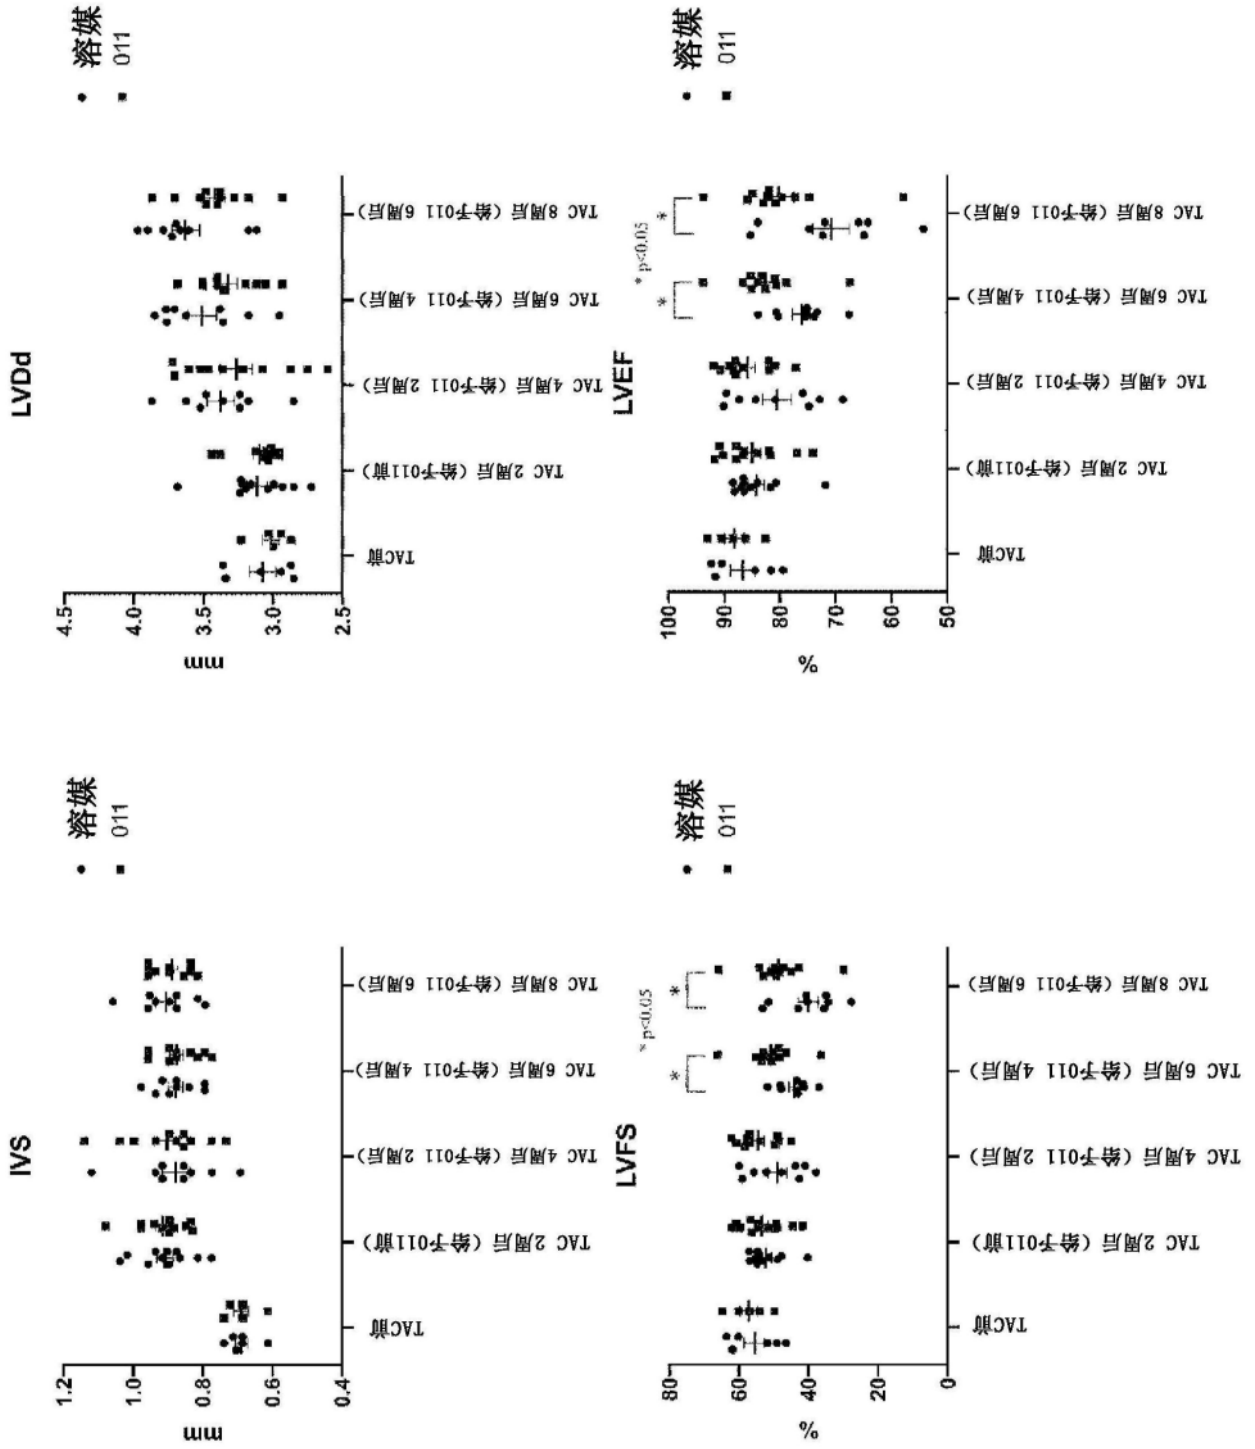 IVS
溶媒
011
mm
1.2
1.0
0.8
0.6
0.4
TAC前
TAC 2周后（给予011前）
TAC 4周后（给予011 2周后）
TAC 6周后（给予011 4周后）
TAC 8周后（给予011 6周后）
LVDd
溶媒
011
mm
4.5
4.0
3.5
3.0
2.5
TAC前
TAC 2周后（给予011前）
TAC 4周后（给予011 2周后）
TAC 6周后（给予011 4周后）
TAC 8周后（给予011 6周后）
LVFS
* p<0.05
溶媒
011
*
*
%
80
60
40
20
0
TAC前
TAC 2周后（给予011前）
TAC 4周后（给予011 2周后）
TAC 6周后（给予011 4周后）
TAC 8周后（给予011 6周后）
LVEF
* p<0.05
溶媒
011
*
*
%
100
90
80
70
60
50
TAC前
TAC 2周后（给予011前）
TAC 4周后（给予011 2周后）
TAC 6周后（给予011 4周后）
TAC 8周后（给予011 6周后）